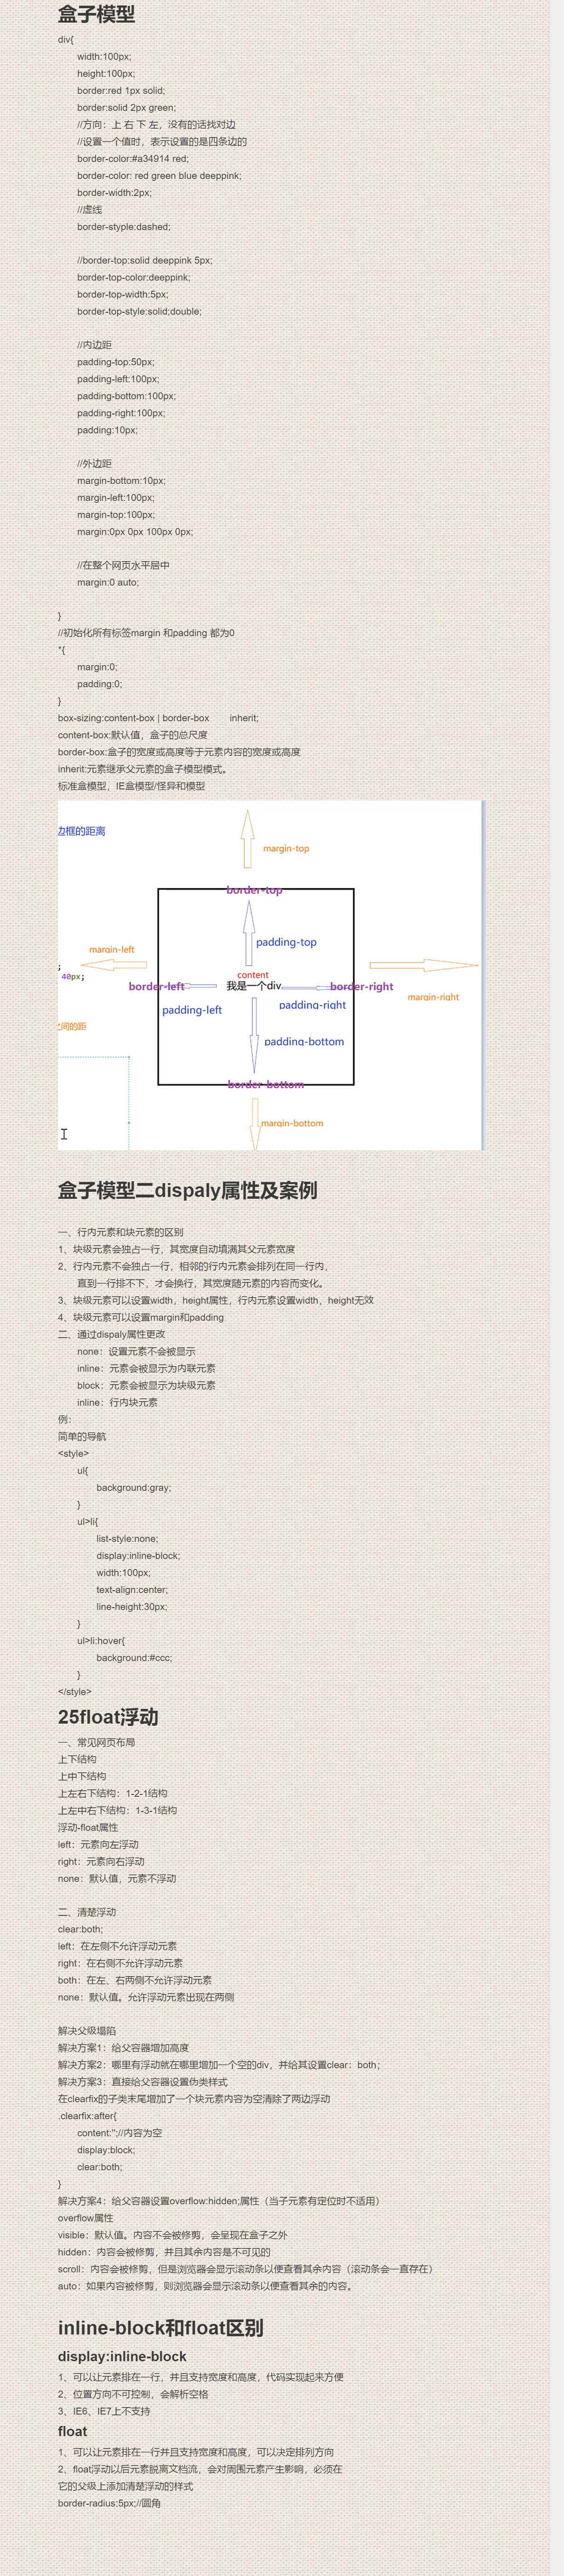 盒子模型
div{
width:100px;
height:100px;
border:red 1px solid;
border:solid 2px green;
//方向：上 右 下 左，没有的话找对边
//设置一个值时，表示设置的是四条边的
border-color:#a34914 red;
border-color: red green blue deeppink;
border-width:2px;
//虚线
border-styple:dashed;
//border-top:solid deeppink 5px;
border-top-color:deeppink;
border-top-width:5px;
border-top-style:solid;double;
//内边距
padding-top:50px;
padding-left:100px;
padding-bottom:100px;
padding-right:100px;
padding:10px;
//外边距
margin-bottom:10px;
margin-left:100px;
margin-top:100px;
margin:0px 0px 100px 0px;
//在整个网页水平居中
margin:0 auto;
}
//初始化所有标签margin 和padding 都为0
*{
margin:0;
padding:0;
}
box-sizing:content-box | border-box inherit;
content-box:默认值，盒子的总尺度
border-box:盒子的宽度或高度等于元素内容的宽度或高度
inherit:元素继承父元素的盒子模型模式。
标准盒模型，IE盒模型/怪异和模型
边框的距离
margin-top
border-top
padding-top
margin-left
;
40px;
content
border-left
我是一个div
border-right
margin-right
padding-left
padding-right
之间的距
padding-bottom
border-bottom
margin-bottom
盒子模型二dispaly属性及案例
一、行内元素和块元素的区别
1、块级元素会独占一行，其宽度自动填满其父元素宽度
2、行内元素不会独占一行，相邻的行内元素会排列在同一行内，
直到一行排不下，才会换行，其宽度随元素的内容而变化。
3、块级元素可以设置width，height属性，行内元素设置width，height无效
4、块级元素可以设置margin和padding
二、通过dispaly属性更改
none：设置元素不会被显示
inline：元素会被显示为内联元素
block：元素会被显示为块级元素
inline：行内块元素
例：
简单的导航
<style>
ul{
background:gray;
}
ul>li{
list-style:none;
display:inline-block;
width:100px;
text-align:center;
line-height:30px;
}
ul>li:hover{
background:#ccc;
}
</style>
25float浮动
一、常见网页布局
上下结构
上中下结构
上左右下结构：1-2-1结构
上左中右下结构：1-3-1结构
浮动-float属性
left：元素向左浮动
right：元素向右浮动
none：默认值，元素不浮动
二、清楚浮动
clear:both;
left：在左侧不允许浮动元素
right：在右侧不允许浮动元素
both：在左、右两侧不允许浮动元素
none：默认值。允许浮动元素出现在两侧
解决父级塌陷
解决方案1：给父容器增加高度
解决方案2：哪里有浮动就在哪里增加一个空的div，并给其设置clear：both；
解决方案3：直接给父容器设置伪类样式
在clearfix的子类末尾增加了一个块元素内容为空清除了两边浮动
.clearfix:after{
content:'';//内容为空
display:block;
clear:both;
}
解决方案4：给父容器设置overflow:hidden;属性（当子元素有定位时不适用）
overflow属性
visible：默认值。内容不会被修剪，会呈现在盒子之外
hidden：内容会被修剪，并且其余内容是不可见的
scroll：内容会被修剪，但是浏览器会显示滚动条以便查看其余内容（滚动条会一直存在）
auto：如果内容被修剪，则浏览器会显示滚动条以便查看其余的内容。
inline-block和float区别
display:inline-block
1、可以让元素排在一行，并且支持宽度和高度，代码实现起来方便
2、位置方向不可控制，会解析空格
3、IE6、IE7上不支持
float
1、可以让元素排在一行并且支持宽度和高度，可以决定排列方向
2、float浮动以后元素脱离文档流，会对周围元素产生影响，必须在
它的父级上添加清楚浮动的样式
border-radius:5px;//圆角